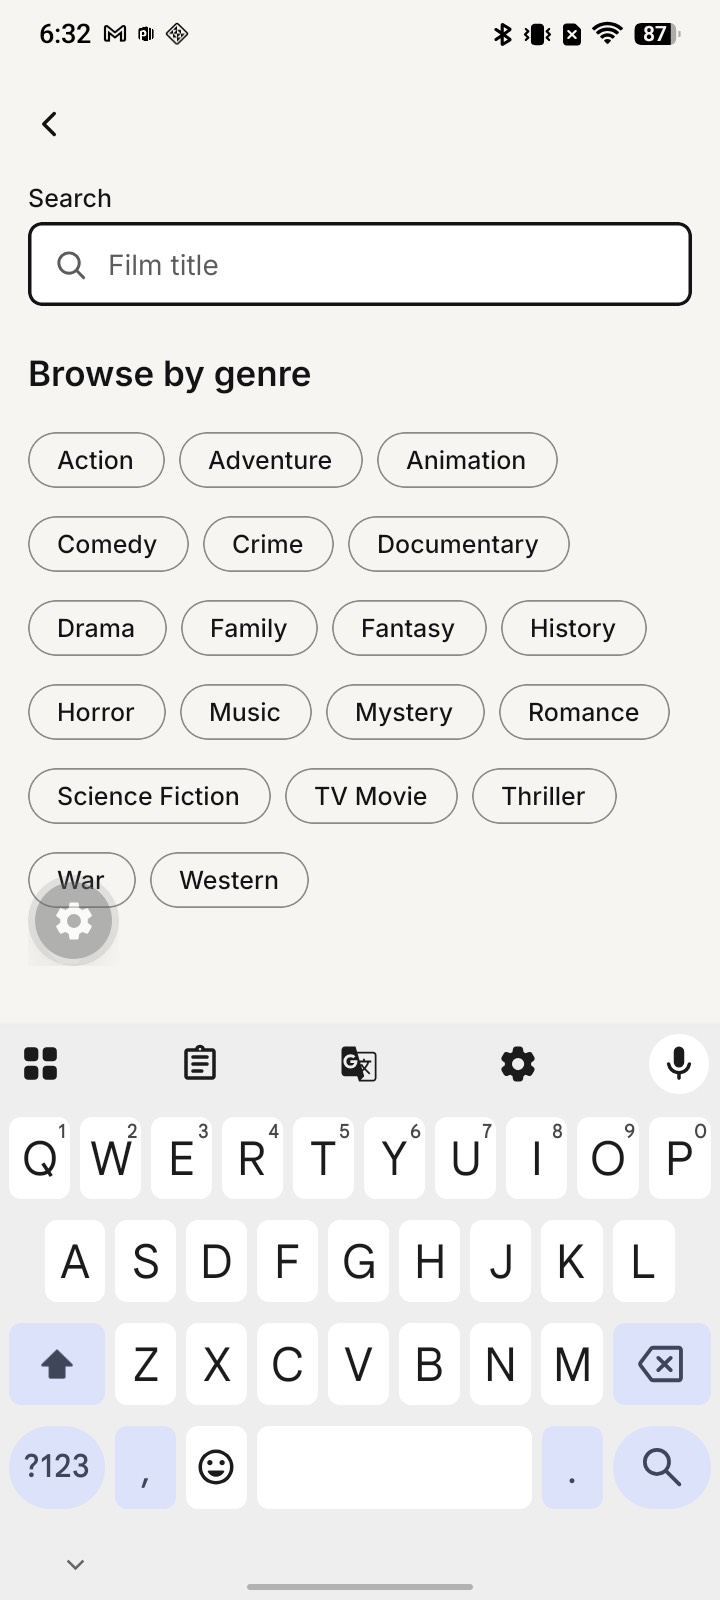 6:32 87
Search
Film title
Browse by genre
Action Adventure Animation
Comedy Crime Documentary
Drama Family Fantasy History
Horror Music Mystery Romance
Science Fiction TV Movie Thriller
War Western
G 文
Q 1 W 2 E 3 R 4 T 5 Y 6 U 7 I 8 O 9 P 0
A S D F G H J K L
Z X C V B N M
?123 , .